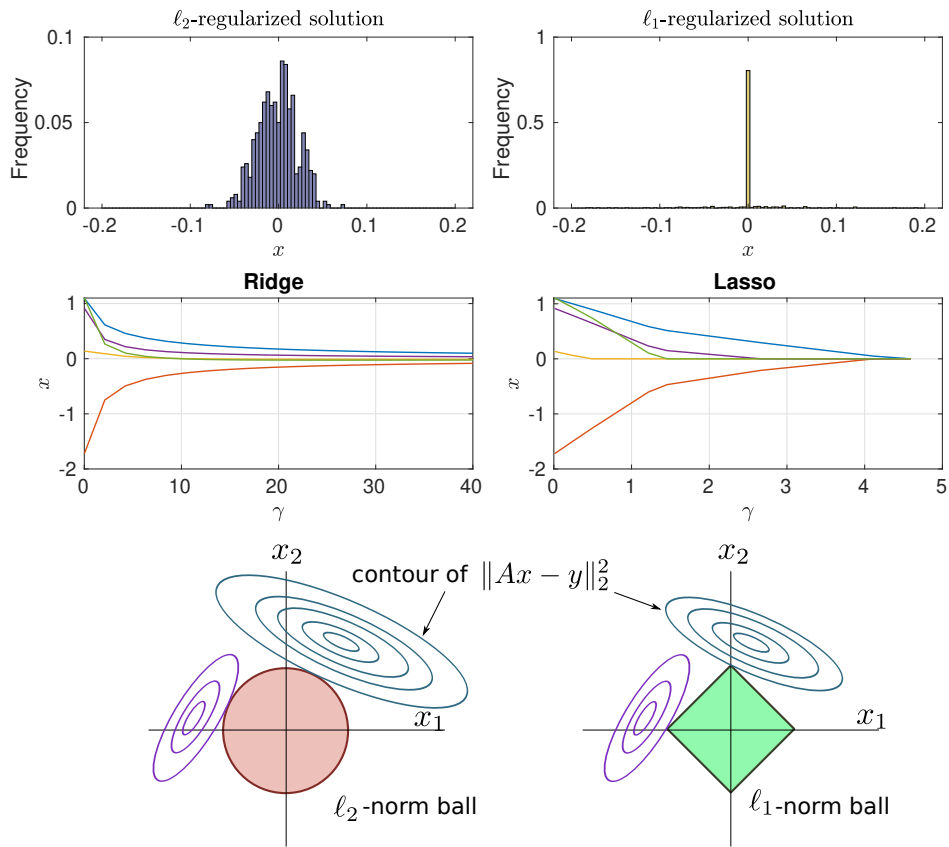 ℓ₂-regularized solution
0.1
0.05
0
Frequency
-0.2 -0.1 0 0.1 0.2
x
ℓ₁-regularized solution
1
0.5
0
Frequency
-0.2 -0.1 0 0.1 0.2
x
Ridge
1
0
-1
-2
x
0 10 20 30 40
γ
Lasso
1
0
-1
-2
x
0 1 2 3 4 5
γ
x₂
contour of ‖Ax − y‖₂²
x₂
x₁
x₁
ℓ₂-norm ball
ℓ₁-norm ball